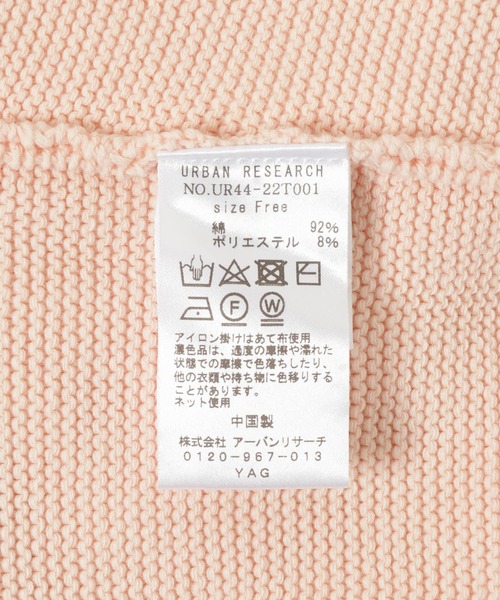 URBAN RESEARCH
NO.UR44-22T001
size Free
綿 92%
ポリエステル 8%
F W
アイロン掛けはあて布使用
濃色品は、過度の摩擦や濡れた
状態での摩擦で色落ちしたり、
他の衣類や持ち物に色移りするこ
とがあります。
ネット使用
中国製
株式会社 アーバンリサーチ
0120-967-013
YAG